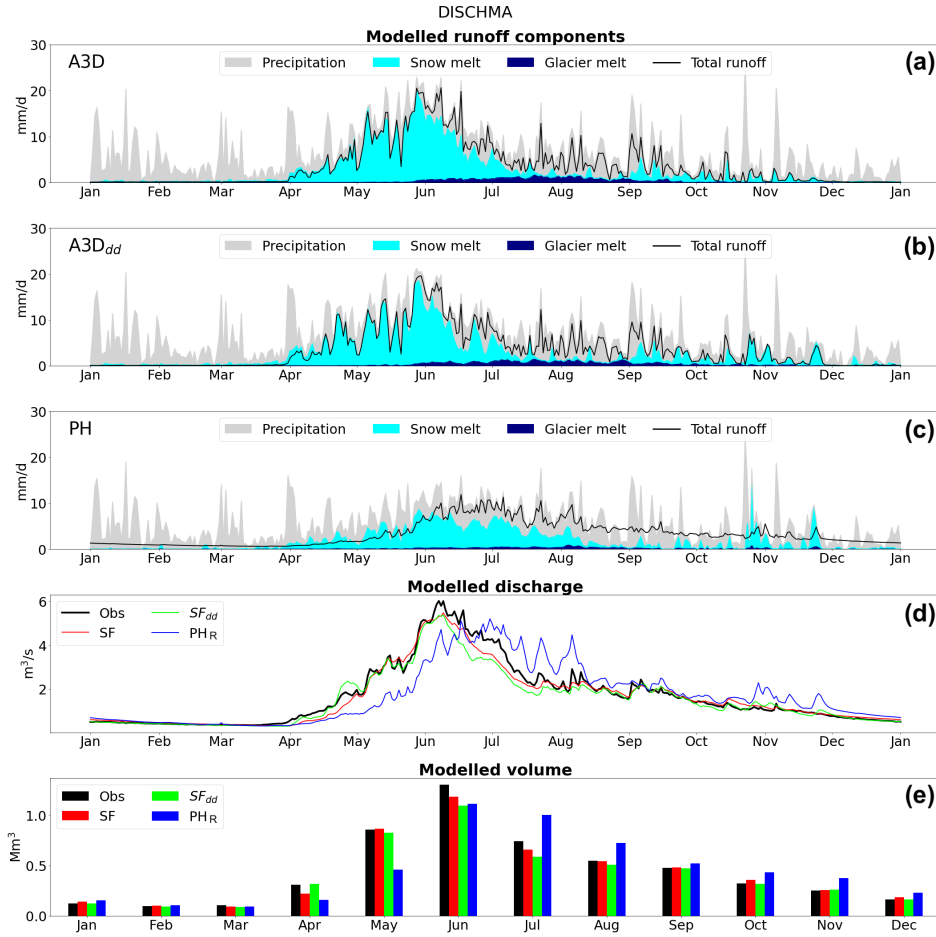 DISCHMA
Modelled runoff components
A3D
Precipitation Snow melt Glacier melt Total runoff
(a)
30
20
10
0
mm/d
Jan Feb Mar Apr May Jun Jul Aug Sep Oct Nov Dec Jan
A3D_dd
Precipitation Snow melt Glacier melt Total runoff
(b)
30
20
10
0
mm/d
Jan Feb Mar Apr May Jun Jul Aug Sep Oct Nov Dec Jan
PH
Precipitation Snow melt Glacier melt Total runoff
(c)
30
20
10
0
mm/d
Jan Feb Mar Apr May Jun Jul Aug Sep Oct Nov Dec Jan
Modelled discharge
Obs SF_dd
SF PH_R
(d)
6
4
2
m³/s
Jan Feb Mar Apr May Jun Jul Aug Sep Oct Nov Dec Jan
Modelled volume
Obs SF_dd
SF PH_R
(e)
1.0
0.5
0.0
Mm³
Jan Feb Mar Apr May Jun Jul Aug Sep Oct Nov Dec